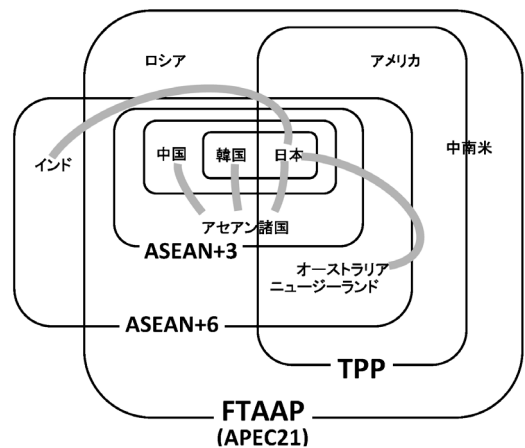 ロシア
アメリカ
中南米
インド
中国
韓国
日本
アセアン諸国
ASEAN+3
オーストラリア
ニュージーランド
ASEAN+6
TPP
FTAAP
(APEC21)